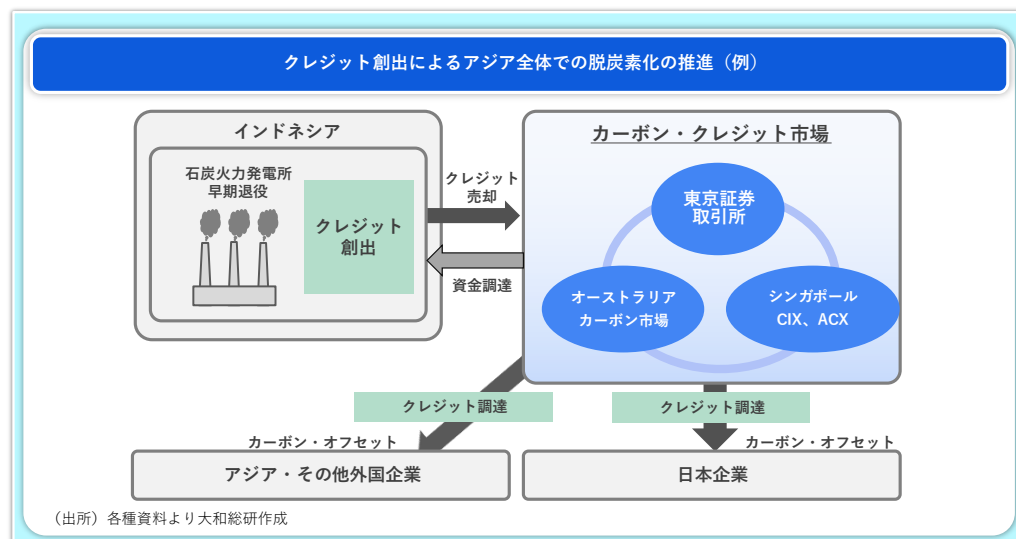 クレジット創出によるアジア全体での脱炭素化の推進（例）
インドネシア
石炭火力発電所
早期退役
クレジット
創出
クレジット
売却
資金調達
カーボン・クレジット市場
東京証券
取引所
オーストラリア
カーボン市場
シンガポール
CIX、ACX
クレジット調達
クレジット調達
カーボン・オフセット
カーボン・オフセット
アジア・その他外国企業
日本企業
（出所）各種資料より大和総研作成